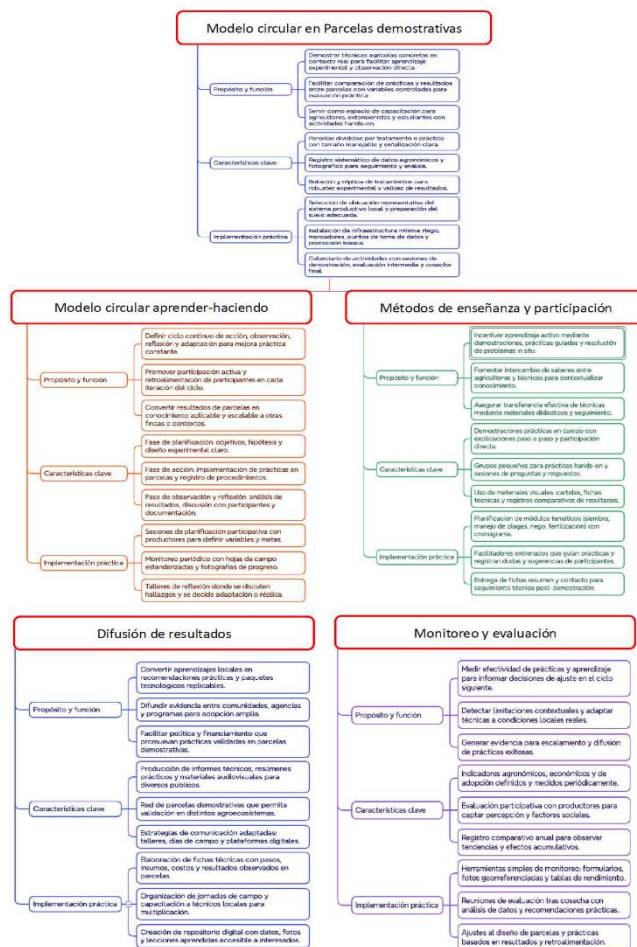 Modelo circular en Parcelas demostrativas
Propósito y función
Demostrar técnicas agrícolas concretas en
contexto real para facilitar aprendizaje
experimental y observación directa.
Facilitar comparación de prácticas y resultados
entre parcelas con variables controladas para
evaluación práctica.
Servir como espacio de capacitación para
agricultores, extensionistas y estudiantes con
actividades hands-on.
Características clave
Parcelas divididas por tratamiento o práctica
con tamaño manejable y señalización clara.
Registro sistemático de datos agronómicos y
fotográfico para seguimiento y análisis.
Rotación y réplica de tratamientos para
robustez experimental y validez de resultados.
Implementación práctica
Selección de ubicación representativa del
sistema productivo local y preparación del
suelo adecuada.
Instalación de infraestructura mínima: riego,
marcadores, puntos de toma de datos y
protección básica.
Calendario de actividades con sesiones de
demostración, evaluación intermedia y cosecha
final.
Modelo circular aprender-haciendo
Propósito y función
Definir ciclo continuo de acción, observación,
reflexión y adaptación para mejora práctica
constante.
Promover participación activa y
retroalimentación de participantes en cada
iteración del ciclo.
Convertir resultados de parcelas en
conocimiento aplicable y escalable a otras
fincas o contextos.
Características clave
Fase de planificación: objetivos, hipótesis y
diseño experimental claro.
Fase de acción: implementación de prácticas en
parcelas y registro de procedimientos.
Fase de observación y reflexión: análisis de
resultados, discusión con participantes y
documentación.
Implementación práctica
Sesiones de planificación participativa con
productores para definir variables y metas.
Monitoreo periódico con hojas de campo
estandarizadas y fotografías de progreso.
Talleres de reflexión donde se discuten
hallazgos y se decide adaptación o réplica.
Métodos de enseñanza y participación
Propósito y función
Incentivar aprendizaje activo mediante
demostraciones, prácticas guiadas y resolución
de problemas in situ.
Fomentar intercambio de saberes entre
agricultores y técnicos para contextualizar
conocimiento.
Asegurar transferencia efectiva de técnicas
mediante materiales didácticos y seguimiento.
Características clave
Demostraciones prácticas en campo con
explicaciones paso a paso y participación
directa.
Grupos pequeños para prácticas hands-on y
sesiones de preguntas y respuestas.
Uso de materiales visuales: carteles, fichas
técnicas y registros comparativos de resultados.
Implementación práctica
Planificación de módulos temáticos (siembra,
manejo de plagas, riego, fertilización) con
cronograma.
Facilitadores entrenados que guían prácticas y
registran dudas y sugerencias de participantes.
Entrega de fichas resumen y contacto para
seguimiento técnico post-demostración.
Difusión de resultados
Propósito y función
Convertir aprendizajes locales en
recomendaciones prácticas y paquetes
tecnológicos replicables.
Difundir evidencia entre comunidades, agencias
y programas para adopción amplia.
Facilitar política y financiamiento que
promuevan prácticas validadas en parcelas
demostrativas.
Características clave
Producción de informes técnicos, resúmenes
prácticos y materiales audiovisuales para
diversos públicos.
Red de parcelas demostrativas que permita
validación en distintos agroecosistemas.
Estrategias de comunicación adaptadas:
talleres, días de campo y plataformas digitales.
Implementación práctica
Elaboración de fichas técnicas con pasos,
insumos, costos y resultados observados en
parcelas.
Organización de jornadas de campo y
capacitación a técnicos locales para
multiplicación.
Creación de repositorio digital con datos, fotos
y lecciones aprendidas accesible a interesados.
Monitoreo y evaluación
Propósito y función
Medir efectividad de prácticas y aprendizaje
para informar decisiones de ajuste en el ciclo
siguiente.
Detectar limitaciones contextuales y adaptar
técnicas a condiciones locales reales.
Generar evidencia para escalamiento y difusión
de prácticas exitosas.
Características clave
Indicadores agronómicos, económicos y de
adopción definidos y medidos periódicamente.
Evaluación participativa con productores para
captar percepción y factores sociales.
Registro comparativo anual para observar
tendencias y efectos acumulativos.
Implementación práctica
Herramientas simples de monitoreo: formularios,
fotos georreferenciadas y tablas de rendimiento.
Reuniones de evaluación tras cosecha con
análisis de datos y recomendaciones prácticas.
Ajustes al diseño de parcelas y prácticas
basados en resultados y retroalimentación.